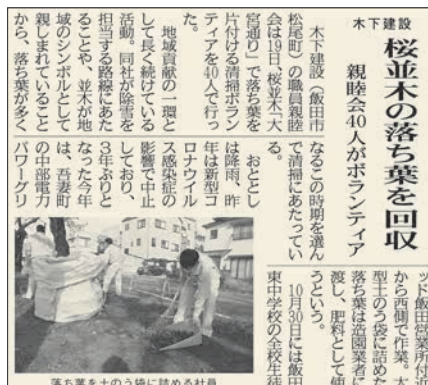 木下建設
桜並木の落ち葉を回収
親睦会40人がボランティア
木下建設(飯田市
松尾町)の職員親睦
会は19日、桜並木「大
宮通り」で落ち葉を
片付ける清掃ボラン
ティアを40人で行っ
た。
地域貢献の一環と
して長く続けている
活動。同社が除雪を
担当する路線にあた
ることや、並木が地
域のシンボルとして
親しまれていること
から、落ち葉が多く
なるこの時期を選ん
で清掃にあたってい
る。
おととし
は降雨、昨
年は新型コ
ロナウイル
ス感染症の
影響で中止
しており、
3年ぶりと
なった今年
は、吾妻町
の中部電力
パワーグリ
ッド飯田営業所付近
から西側で作業。大
型土のう袋に詰めた
落ち葉は造園業者に
渡し、肥料として使
うという。
10月30日には飯田
東中学校の全校生徒
落ち葉を土のう袋に詰める社員